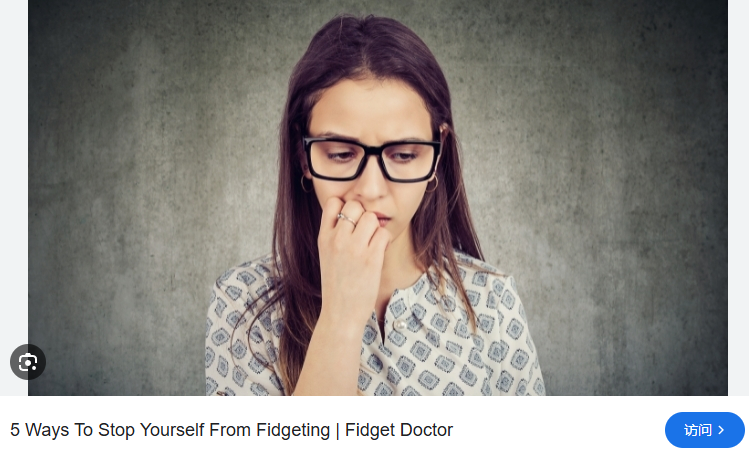 5 Ways To Stop Yourself From Fidgeting | Fidget Doctor
访问